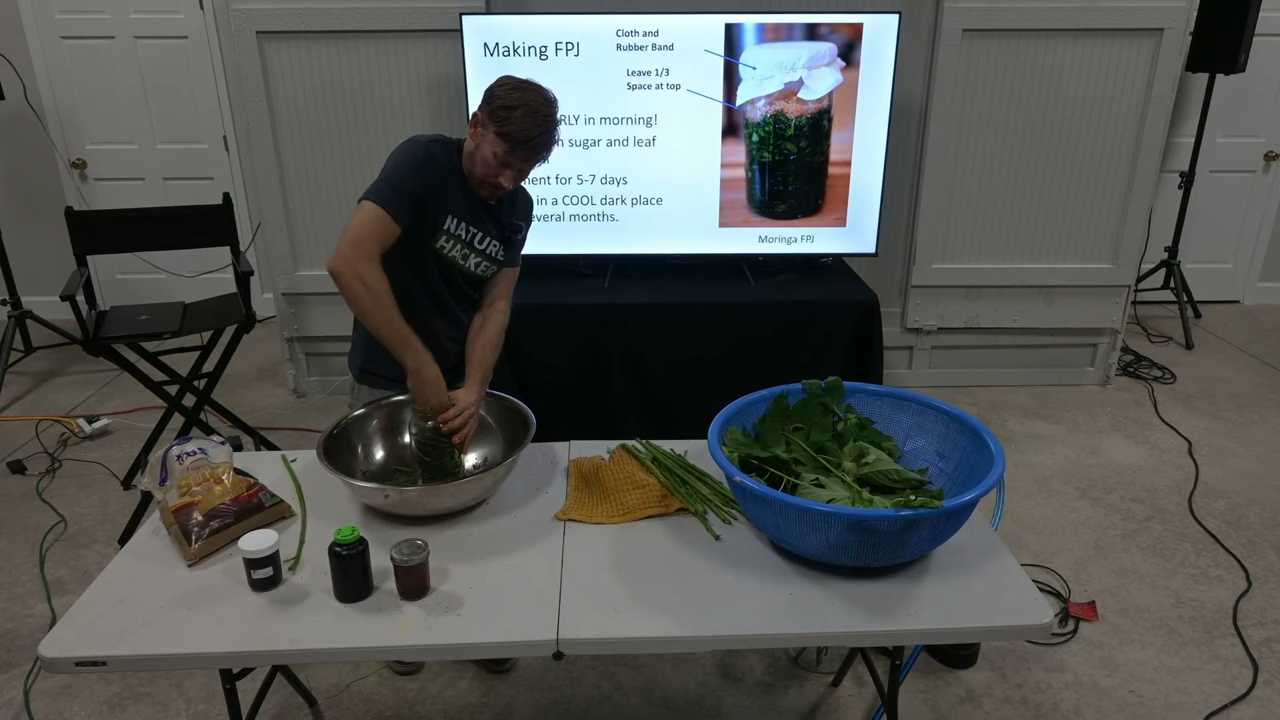 Making FPJ
Cloth and
Rubber Band
Leave 1/3
Space at top
RLY in morning!
sugar and leaf
for 5-7 days
in a COOL dark place
everal months.
Moringa FPJ
NATURE
HACKER